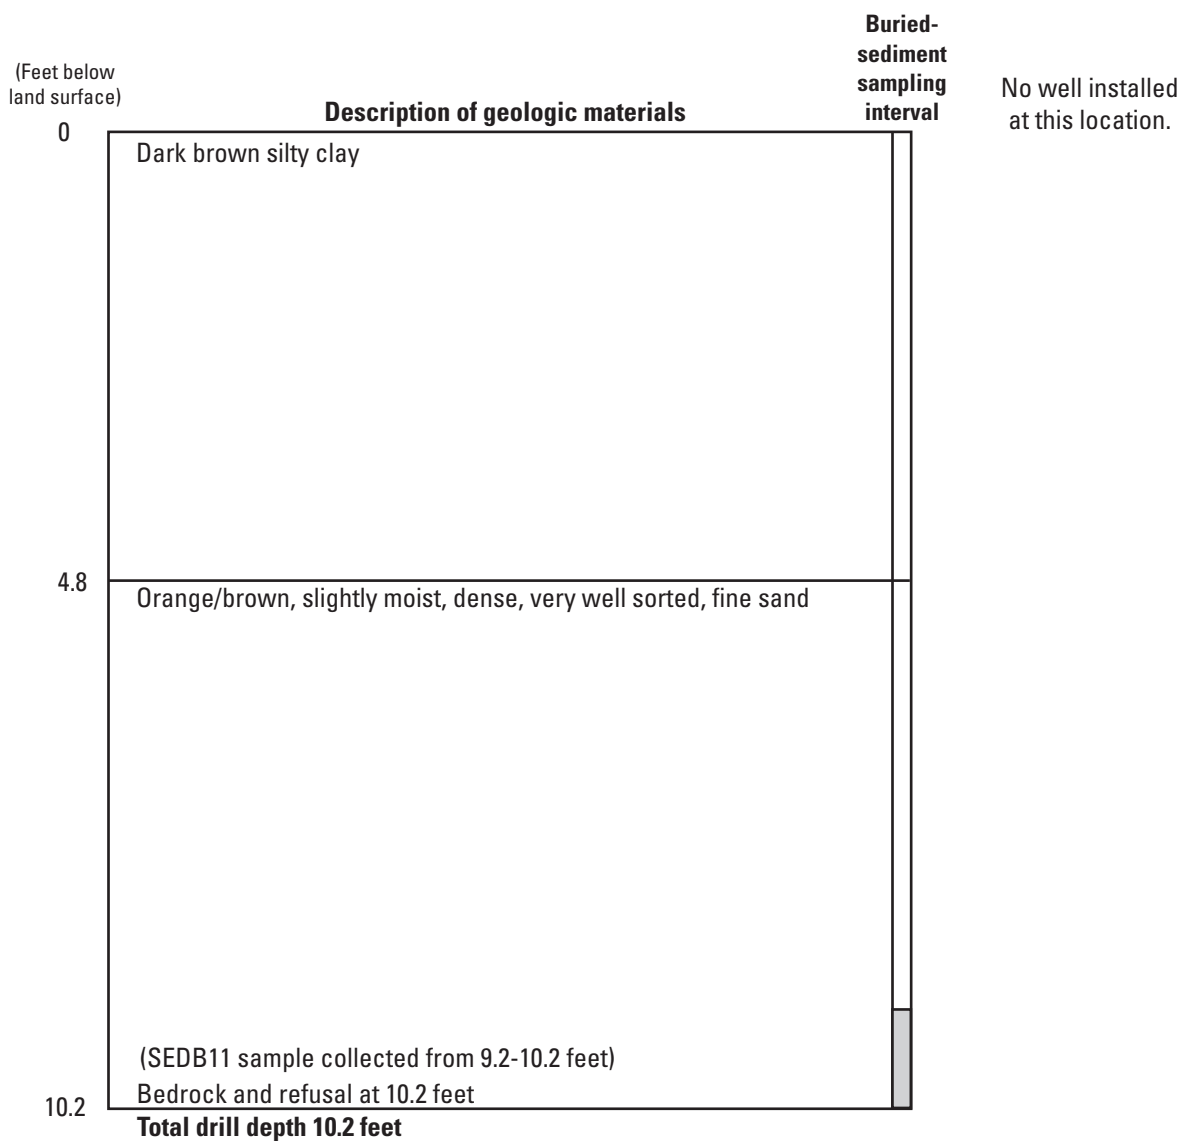 (Feet below
land surface)
Description of geologic materials
Buried-
sediment
sampling
interval
No well installed
at this location.
0
Dark brown silty clay
4.8
Orange/brown, slightly moist, dense, very well sorted, fine sand
(SEDB11 sample collected from 9.2-10.2 feet)
Bedrock and refusal at 10.2 feet
10.2
Total drill depth 10.2 feet